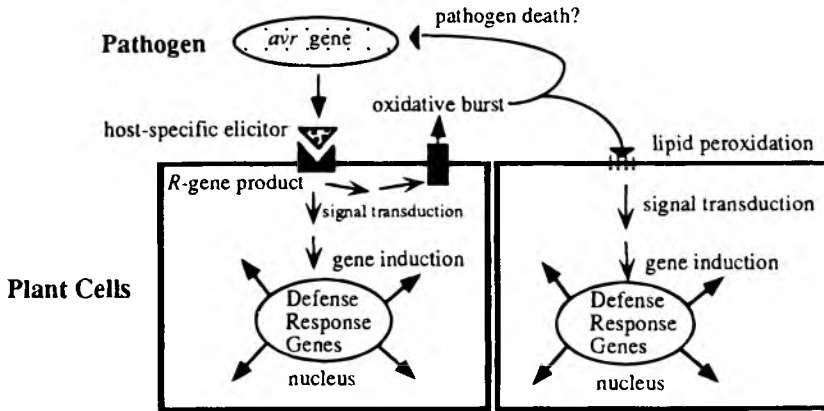 pathogen death?
Pathogen
avr gene
oxidative burst
host-specific elicitor
lipid peroxidation
R-gene product
signal transduction
signal transduction
gene induction
gene induction
Plant Cells
Defense
Response
Genes
nucleus
Defense
Response
Genes
nucleus